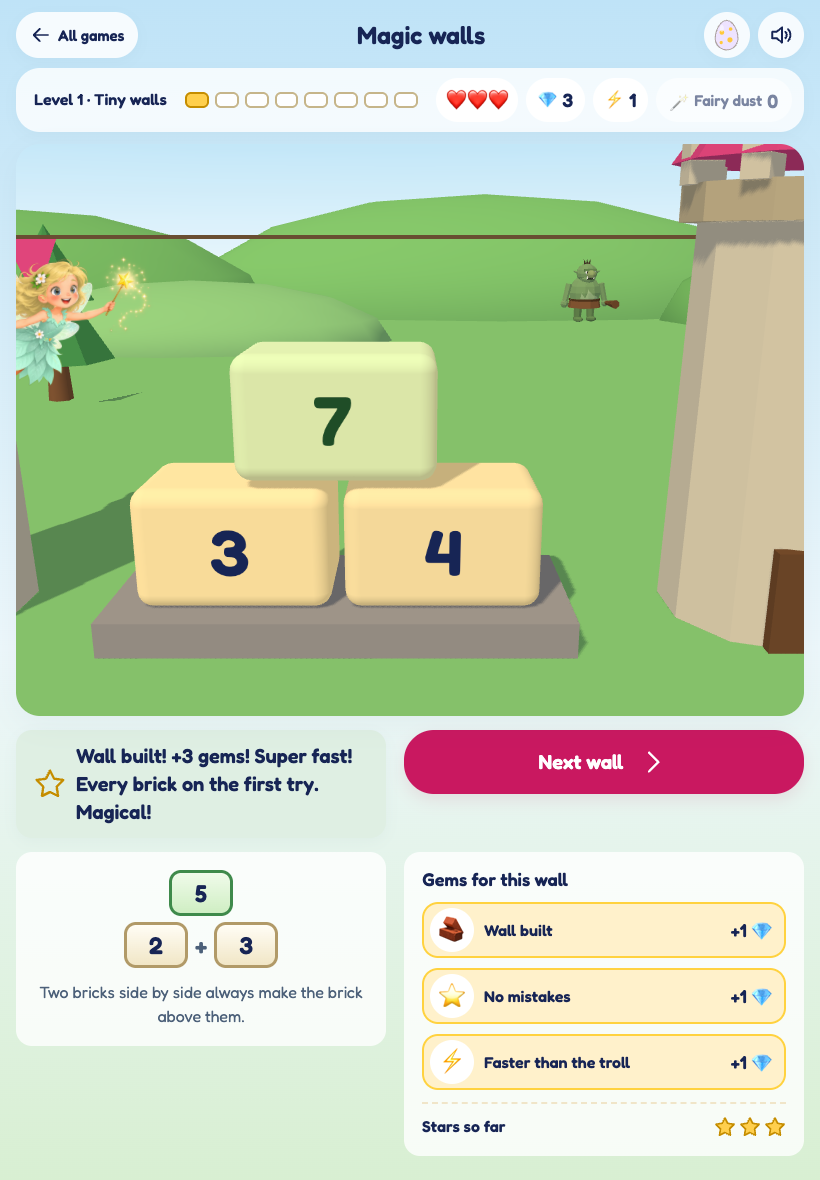 All games
Magic walls
Level 1 · Tiny walls
3
1
Fairy dust 0
7
3
4
Wall built! +3 gems! Super fast!
Every brick on the first try.
Magical!
Next wall
5
2 + 3
Two bricks side by side always make the brick
above them.
Gems for this wall
Wall built +1
No mistakes +1
Faster than the troll +1
Stars so far